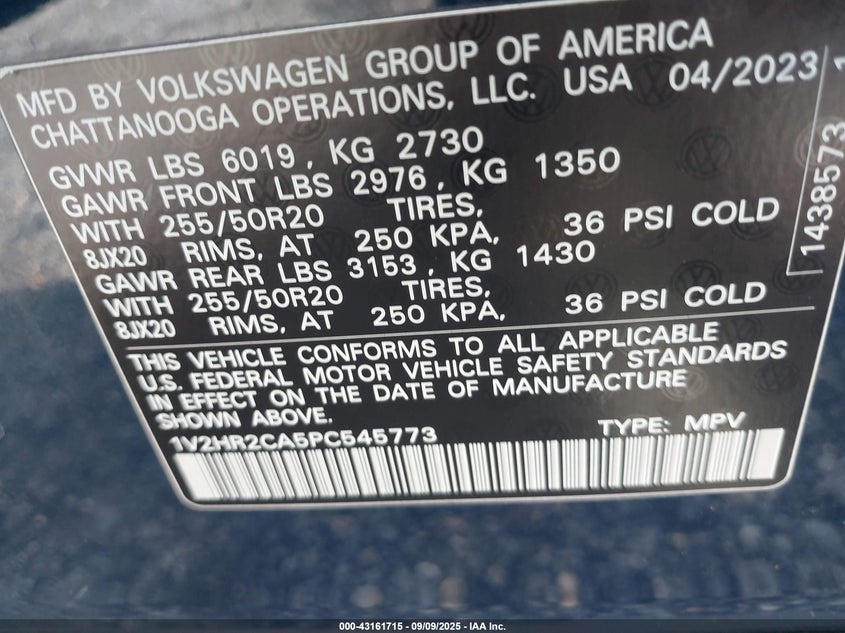 MFD BY VOLKSWAGEN GROUP OF AMERICA
CHATTANOOGA OPERATIONS, LLC. USA 04/2023
GVWR LBS 6019, KG 2730
GAWR FRONT LBS 2976, KG 1350
WITH 255/50R20 TIRES,
8JX20 RIMS, AT 250 KPA, 36 PSI COLD
GAWR REAR LBS 3153, KG 1430
WITH 255/50R20 TIRES,
8JX20 RIMS, AT 250 KPA, 36 PSI COLD
THIS VEHICLE CONFORMS TO ALL APPLICABLE
U.S. FEDERAL MOTOR VEHICLE SAFETY STANDARDS
IN EFFECT ON THE DATE OF MANUFACTURE
SHOWN ABOVE.
1V2HR2CA5PC545773 TYPE: MPV
1438573
000-43161715 - 09/09/2025 - IAA Inc.